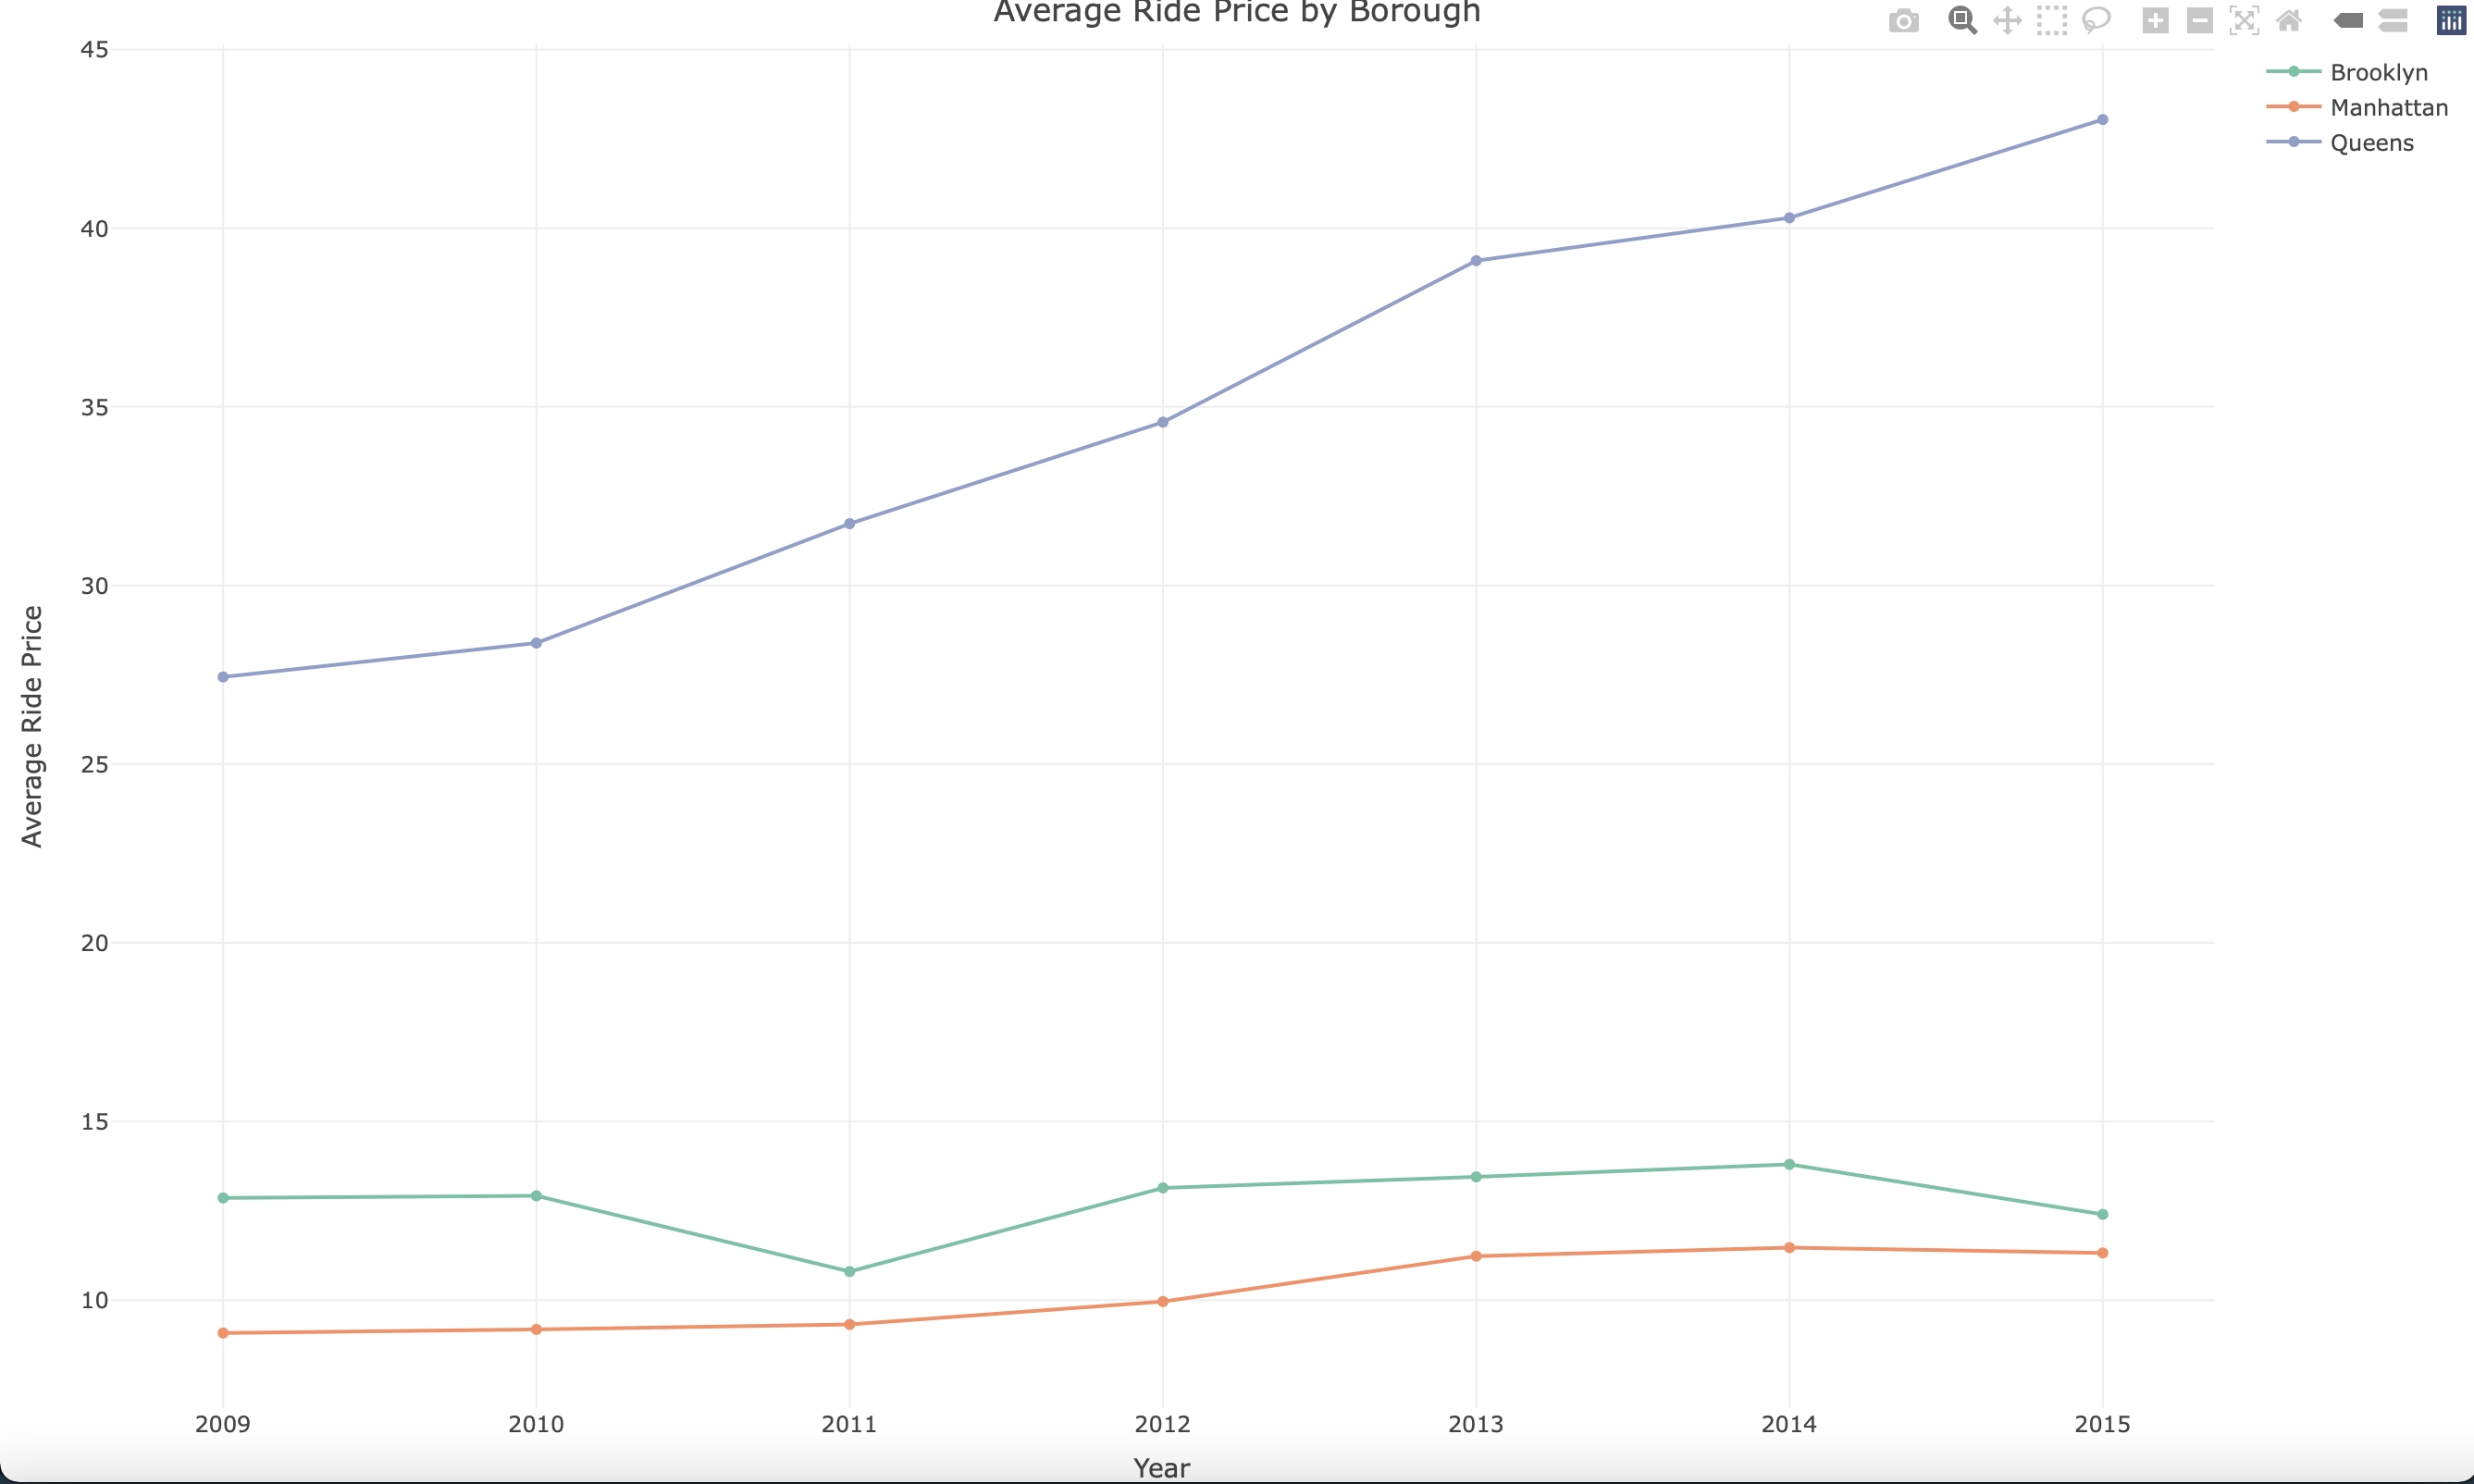 Average Ride Price by Borough
Brooklyn
Manhattan
Queens
45
40
35
30
25
20
15
10
Average Ride Price
2009 2010 2011 2012 2013 2014 2015
Year